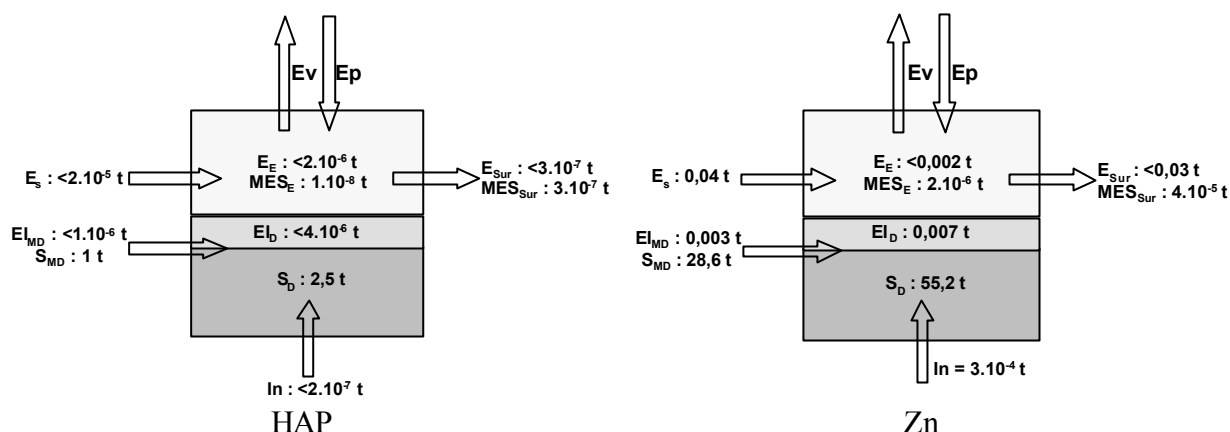 Ev Ep
E_E : <2.10⁻⁶ t
MES_E : 1.10⁻⁸ t
E_s : <2.10⁻⁵ t
E_Sur : <3.10⁻⁷ t
MES_Sur : 3.10⁻⁷ t
EI_MD : <1.10⁻⁶ t
S_MD : 1 t
EI_D : <4.10⁻⁶ t
S_D : 2,5 t
In : <2.10⁻⁷ t
HAP
Ev Ep
E_E : <0,002 t
MES_E : 2.10⁻⁶ t
E_s : 0,04 t
E_Sur : <0,03 t
MES_Sur : 4.10⁻⁵ t
EI_MD : 0,003 t
S_MD : 28,6 t
EI_D : 0,007 t
S_D : 55,2 t
In = 3.10⁻⁴ t
Zn